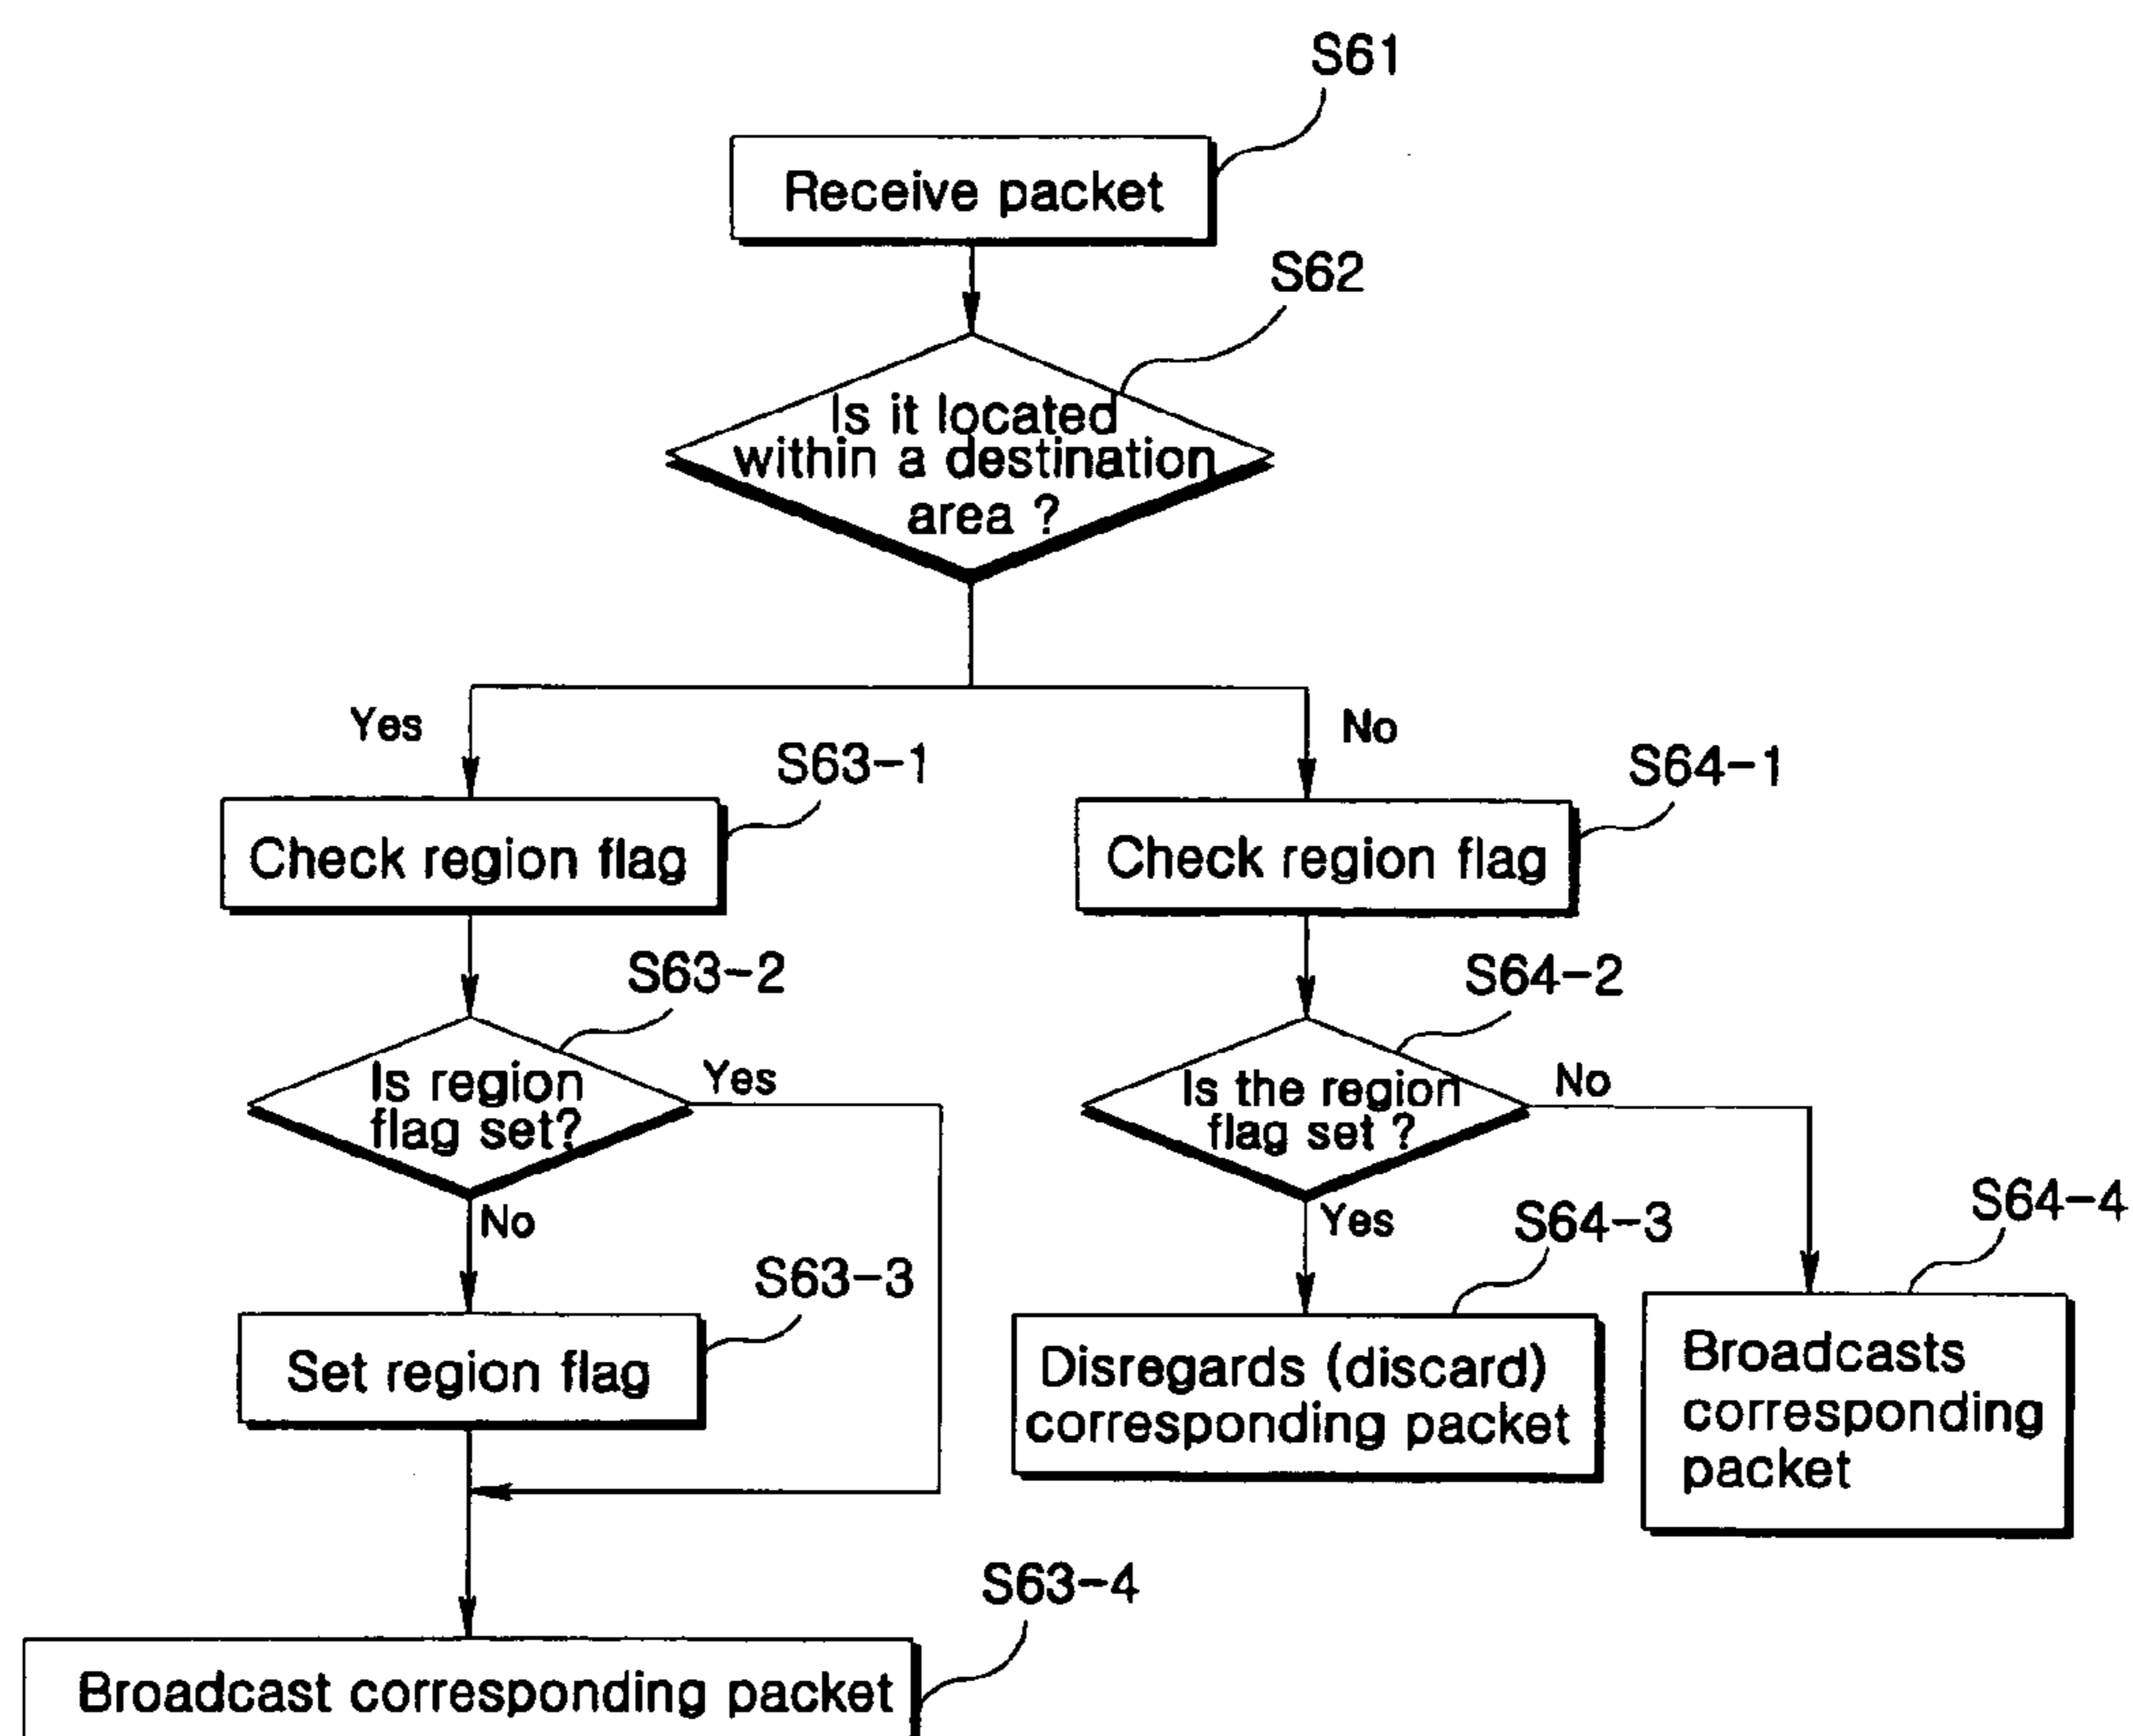 S61
Receive packet
S62
Is it located
within a destination
area ?
Yes
No
S63-1
S64-1
Check region flag
Check region flag
S63-2
S64-2
Is region
flag set?
Yes
Is the region
flag set ?
No
No
Yes
S63-3
S64-3
S64-4
Set region flag
Disregards (discard)
corresponding packet
Broadcasts
corresponding
packet
S63-4
Broadcast corresponding packet